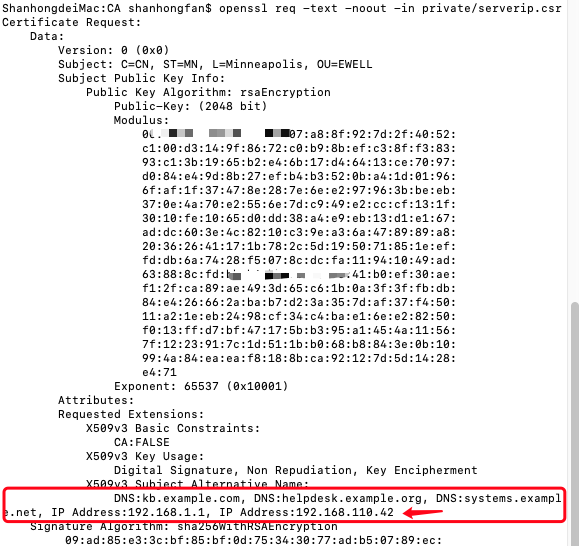 ShanhongdeiMac:CA shanhongfan$ openssl req -text -noout -in private/serverip.csr
Certificate Request:
Data:
Version: 0 (0x0)
Subject: C=CN, ST=MN, L=Minneapolis, OU=EWELL
Subject Public Key Info:
Public Key Algorithm: rsaEncryption
Public-Key: (2048 bit)
Modulus:
07:a8:8f:92:7d:2f:40:52:
c1:00:d3:14:9f:86:72:c0:b9:8b:ef:c3:8f:f3:83:
93:c1:3b:19:65:b2:e4:6b:17:d4:64:13:ce:70:97:
d0:84:e4:9d:8b:27:ef:b4:b3:52:0b:a4:1d:01:96:
6f:af:1f:37:47:8e:28:7e:6e:e2:97:96:3b:be:eb:
37:0e:4a:70:e2:55:6e:7d:c9:49:e2:cc:cf:13:1f:
30:10:fe:10:65:d0:dd:38:a4:e9:eb:13:d1:e1:67:
ad:dc:60:3e:4c:82:10:c3:9e:a3:6a:47:89:89:a8:
20:36:26:41:17:1b:78:2c:5d:19:50:71:85:1e:ef:
fd:db:6a:74:28:f5:07:8c:dc:fa:11:94:10:49:ad:
63:88:8c:fd: 41:b0:ef:30:ae:
f1:2f:ca:89:ae:49:3d:65:c6:1b:0a:3f:3f:fb:db:
84:e4:26:66:2a:ba:b7:d2:3a:35:7d:af:37:f4:50:
11:a2:1e:eb:24:98:cf:34:c4:ba:e1:6e:e2:82:50:
f0:13:ff:d7:bf:47:17:5b:b3:95:a1:45:4a:11:56:
7f:12:23:91:7c:1d:51:1b:b0:68:b8:84:3e:0b:10:
99:4a:84:ea:ea:f8:18:8b:ca:92:12:7d:5d:14:28:
e4:71
Exponent: 65537 (0x10001)
Attributes:
Requested Extensions:
X509v3 Basic Constraints:
CA:FALSE
X509v3 Key Usage:
Digital Signature, Non Repudiation, Key Encipherment
X509v3 Subject Alternative Name:
DNS:kb.example.com, DNS:helpdesk.example.org, DNS:systems.exampl
e.net, IP Address:192.168.1.1, IP Address:192.168.110.42
Signature Algorithm: sha256WithRSAEncryption
09:ad:85:e3:3c:bf:85:bf:0d:75:34:30:77:ad:b5:07:89:ec: